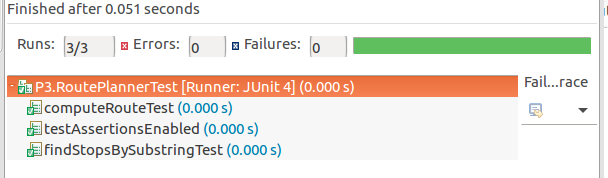 Finished after 0.051 seconds
Runs: 3/3 Errors: 0 Failures: 0
P3.RoutePlannerTest [Runner: JUnit 4] (0.000 s)
Fail...race
computeRouteTest (0.000 s)
testAssertionsEnabled (0.000 s)
findStopsBySubstringTest (0.000 s)